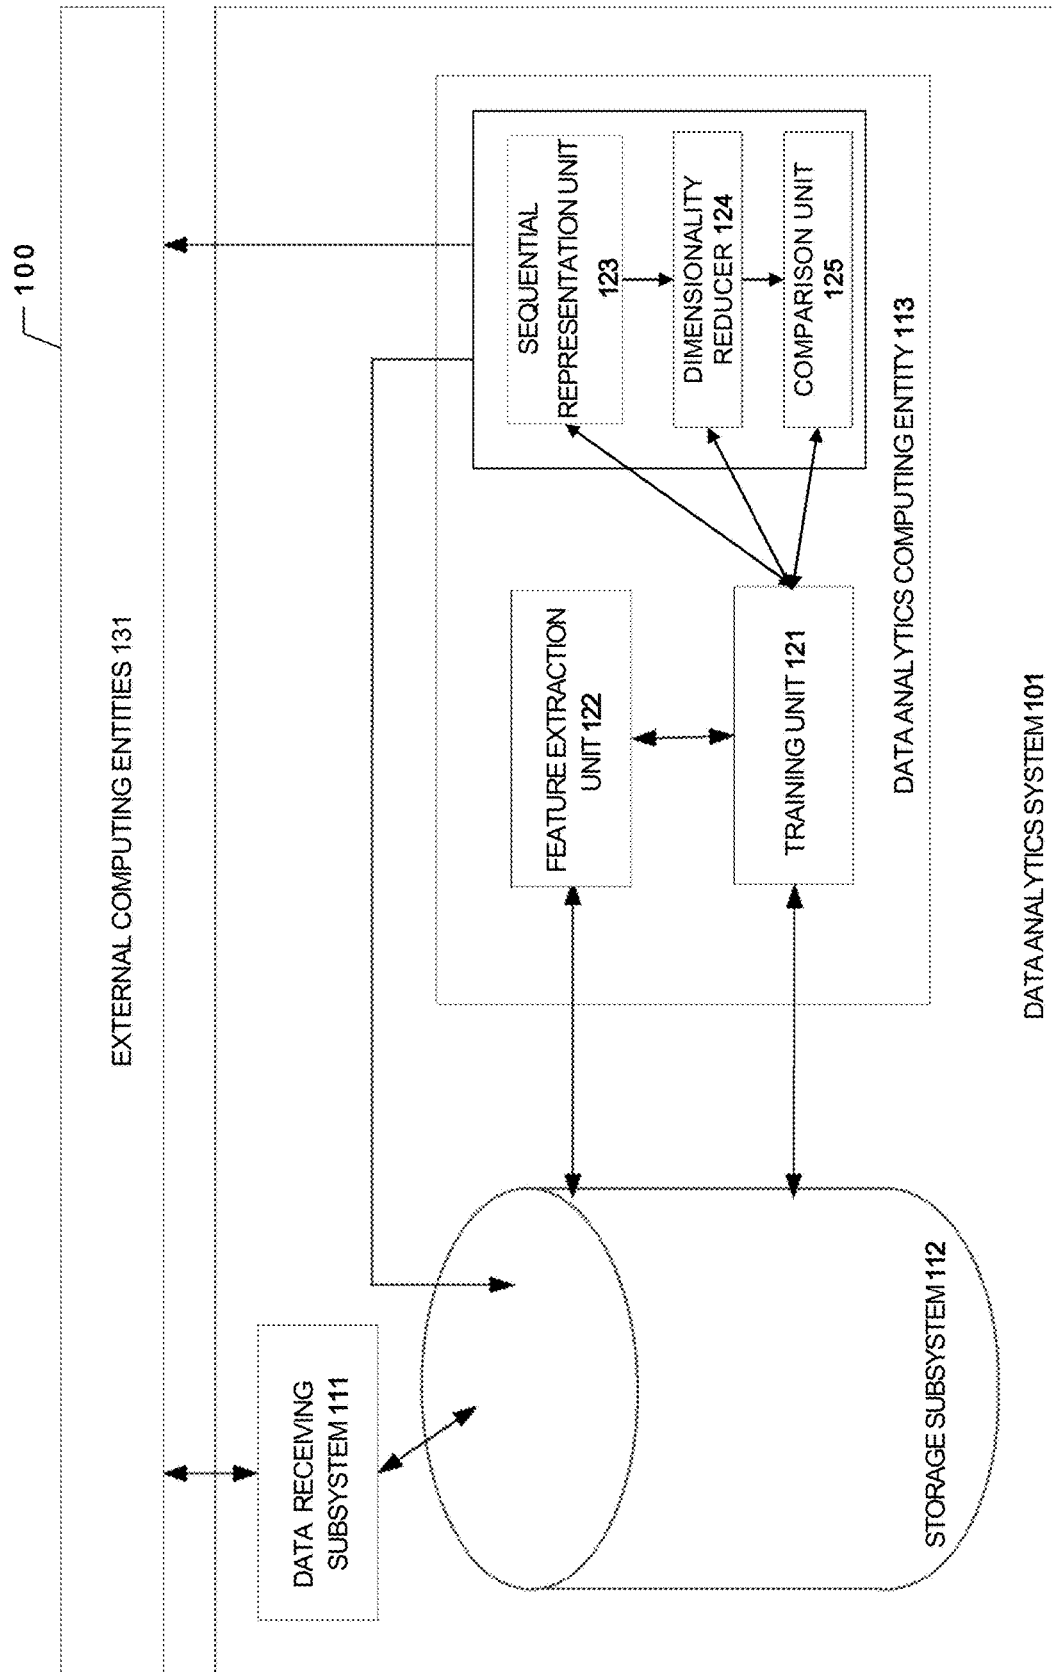 100
EXTERNAL COMPUTING ENTITIES 131
DATA RECEIVING
SUBSYSTEM 111
SEQUENTIAL
REPRESENTATION UNIT
123
DIMENSIONALITY
REDUCER 124
COMPARISON UNIT
125
FEATURE EXTRACTION
UNIT 122
TRAINING UNIT 121
DATA ANALYTICS COMPUTING ENTITY 113
STORAGE SUBSYSTEM 112
DATA ANALYTICS SYSTEM 101